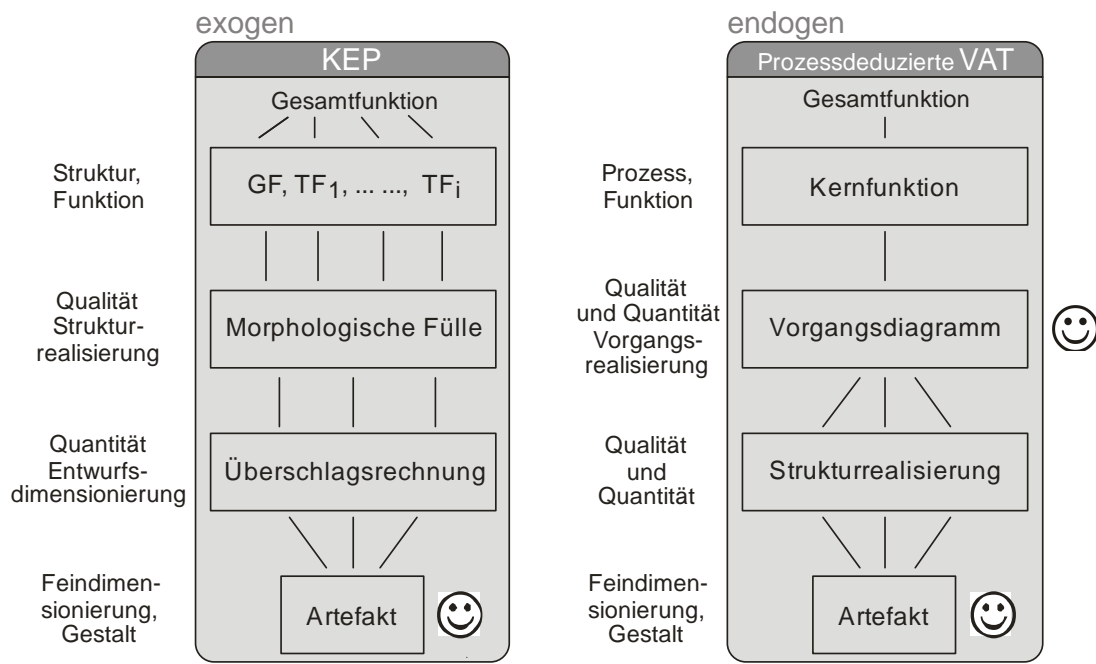 exogen
KEP
Gesamtfunktion
Struktur,
Funktion
GF, TF1, ... ..., TFi
Qualität
Struktur-
realisierung
Morphologische Fülle
Quantität
Entwurfs-
dimensionierung
Überschlagsrechnung
Feindimen-
sionierung,
Gestalt
Artefakt
endogen
Prozessdeduzierte VAT
Gesamtfunktion
Prozess,
Funktion
Kernfunktion
Qualität
und Quantität
Vorgangs-
realisierung
Vorgangsdiagramm
Qualität
und
Quantität
Strukturrealisierung
Feindimen-
sionierung,
Gestalt
Artefakt